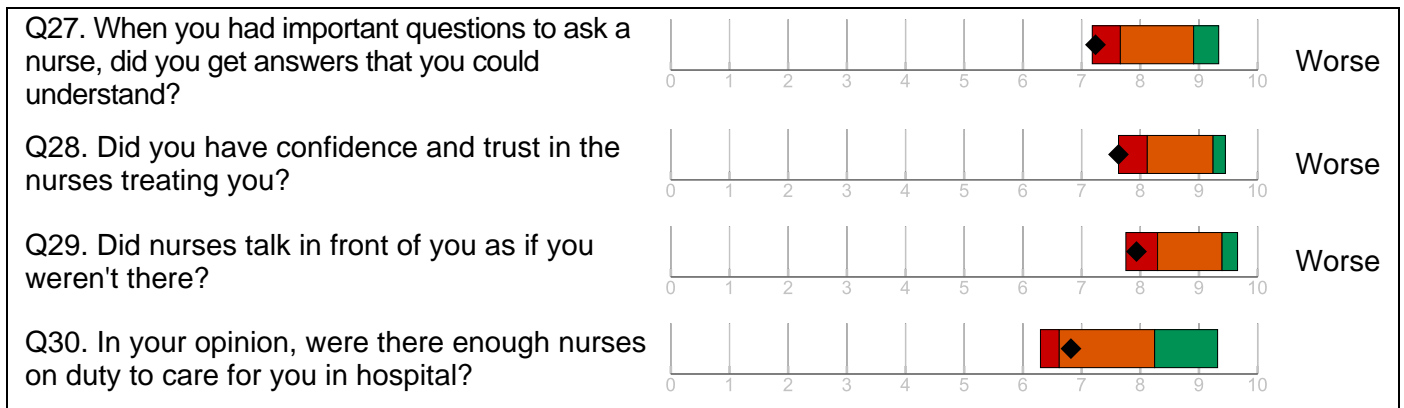 Q27. When you had important questions to ask a
nurse, did you get answers that you could
understand?
0 1 2 3 4 5 6 7 8 9 10
Worse
Q28. Did you have confidence and trust in the
nurses treating you?
0 1 2 3 4 5 6 7 8 9 10
Worse
Q29. Did nurses talk in front of you as if you
weren't there?
0 1 2 3 4 5 6 7 8 9 10
Worse
Q30. In your opinion, were there enough nurses
on duty to care for you in hospital?
0 1 2 3 4 5 6 7 8 9 10